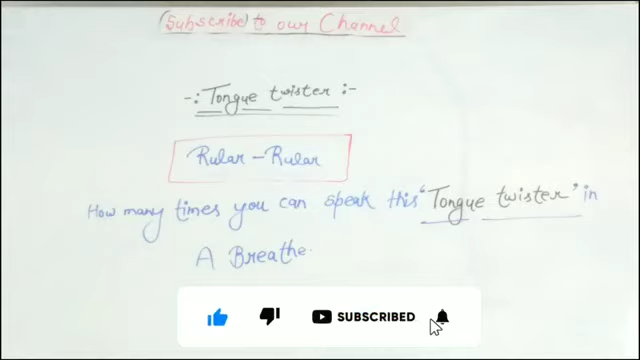 (Subscribe) to our Channel
-: Tongue twister :-
Rular - Rular
How many times you can speak this "Tongue twister" in
A Breathe.
SUBSCRIBED